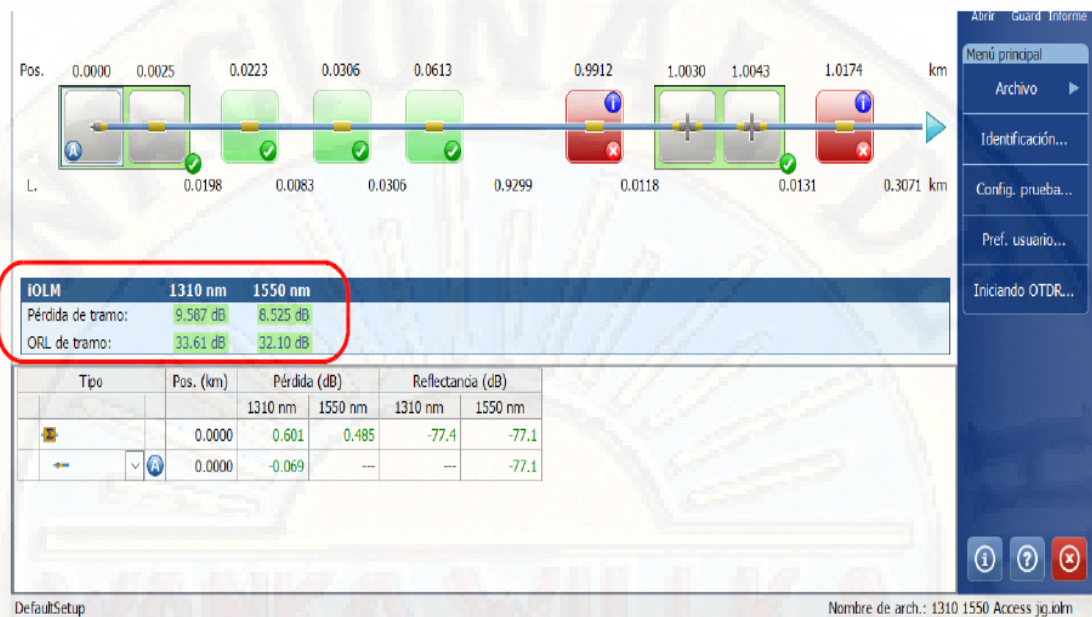 Abrir Guard Informe
Menú principal
Archivo
Identificación...
Config. prueba...
Pref. usuario...
Iniciando OTDR...
Pos. 0.0000 0.0025 0.0223 0.0306 0.0613 0.9912 1.0030 1.0043 1.0174 km
A
L. 0.0198 0.0083 0.0306 0.9299 0.0118 0.0131 0.3071 km
iOLM 1310 nm 1550 nm
Pérdida de tramo: 9.587 dB 8.525 dB
ORL de tramo: 33.61 dB 32.10 dB
Tipo Pos. (km) Pérdida (dB) Reflectancia (dB)
1310 nm 1550 nm 1310 nm 1550 nm
Σ 0.0000 0.601 0.485 -77.4 -77.1
A 0.0000 -0.069 --- --- -77.1
DefaultSetup Nombre de arch.: 1310 1550 Access jig.iolm